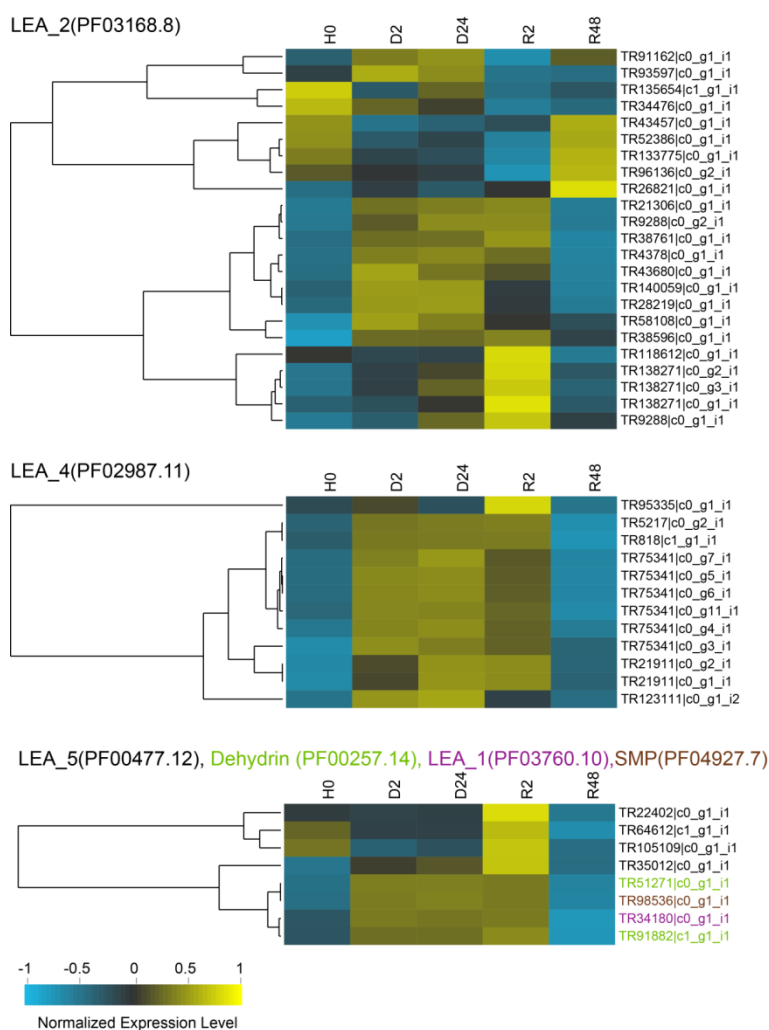 LEA_2(PF03168.8)
H0 D2 D24 R2 R48
TR91162|c0_g1_i1
TR93597|c0_g1_i1
TR135654|c1_g1_i1
TR34476|c0_g1_i1
TR43457|c0_g1_i1
TR52386|c0_g1_i1
TR133775|c0_g1_i1
TR96136|c0_g2_i1
TR26821|c0_g1_i1
TR21306|c0_g1_i1
TR9288|c0_g2_i1
TR38761|c0_g1_i1
TR4378|c0_g1_i1
TR43680|c0_g1_i1
TR140059|c0_g1_i1
TR28219|c0_g1_i1
TR58108|c0_g1_i1
TR38596|c0_g1_i1
TR118612|c0_g1_i1
TR138271|c0_g2_i1
TR138271|c0_g3_i1
TR138271|c0_g1_i1
TR9288|c0_g1_i1
LEA_4(PF02987.11)
H0 D2 D24 R2 R48
TR95335|c0_g1_i1
TR5217|c0_g2_i1
TR818|c1_g1_i1
TR75341|c0_g7_i1
TR75341|c0_g5_i1
TR75341|c0_g6_i1
TR75341|c0_g11_i1
TR75341|c0_g4_i1
TR75341|c0_g3_i1
TR21911|c0_g2_i1
TR21911|c0_g1_i1
TR123111|c0_g1_i2
LEA_5(PF00477.12), Dehydrin (PF00257.14), LEA_1(PF03760.10),SMP(PF04927.7)
H0 D2 D24 R2 R48
TR22402|c0_g1_i1
TR64612|c1_g1_i1
TR105109|c0_g1_i1
TR35012|c0_g1_i1
TR51271|c0_g1_i1
TR98536|c0_g1_i1
TR34180|c0_g1_i1
TR91882|c1_g1_i1
-1 0 0.5 1
Normalized Expression Level